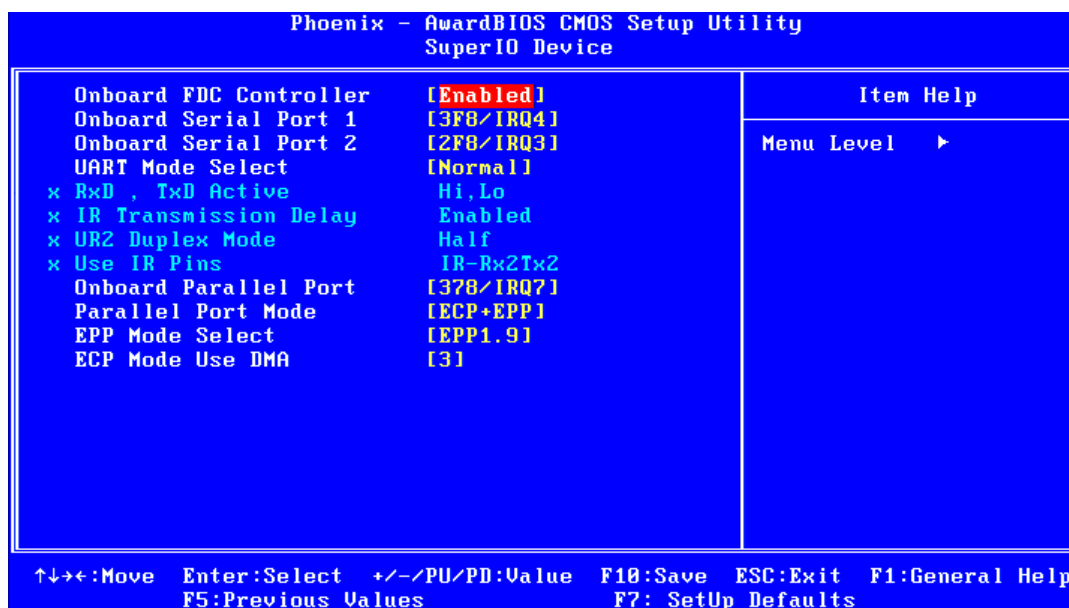 Phoenix - AwardBIOS CMOS Setup Utility
SuperIO Device
Onboard FDC Controller [Enabled]
Onboard Serial Port 1 [3F8/IRQ4]
Onboard Serial Port 2 [2F8/IRQ3]
UART Mode Select [Normal]
x RxD , TxD Active Hi,Lo
x IR Transmission Delay Enabled
x UR2 Duplex Mode Half
x Use IR Pins IR-Rx2Tx2
Onboard Parallel Port [378/IRQ7]
Parallel Port Mode [ECP+EPP]
EPP Mode Select [EPP1.9]
ECP Mode Use DMA [3]
Item Help
Menu Level ►
↑↓→←:Move Enter:Select +/-/PU/PD:Value F10:Save ESC:Exit F1:General Help
F5:Previous Values F7: SetUp Defaults